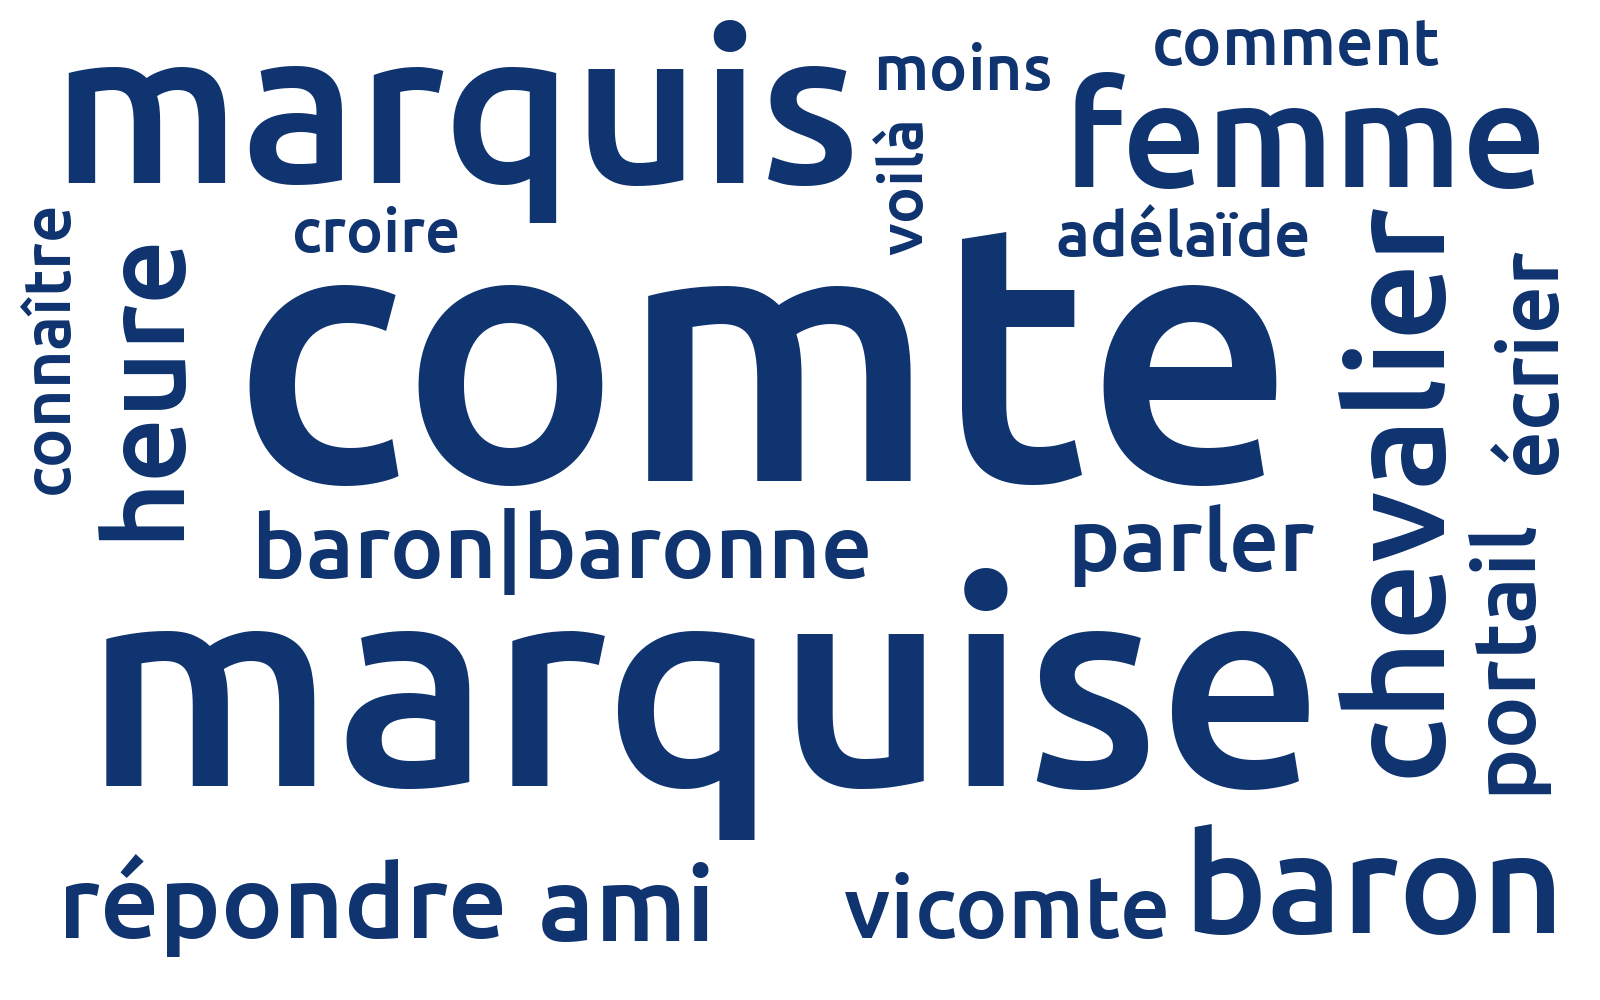 comment
marquis
moins
femme
voilà
croire
adélaïde
connaître
heure
comte
chevalier
écrier
baron|baronne
parler
portail
marquise
répondre
ami
vicomte
baron